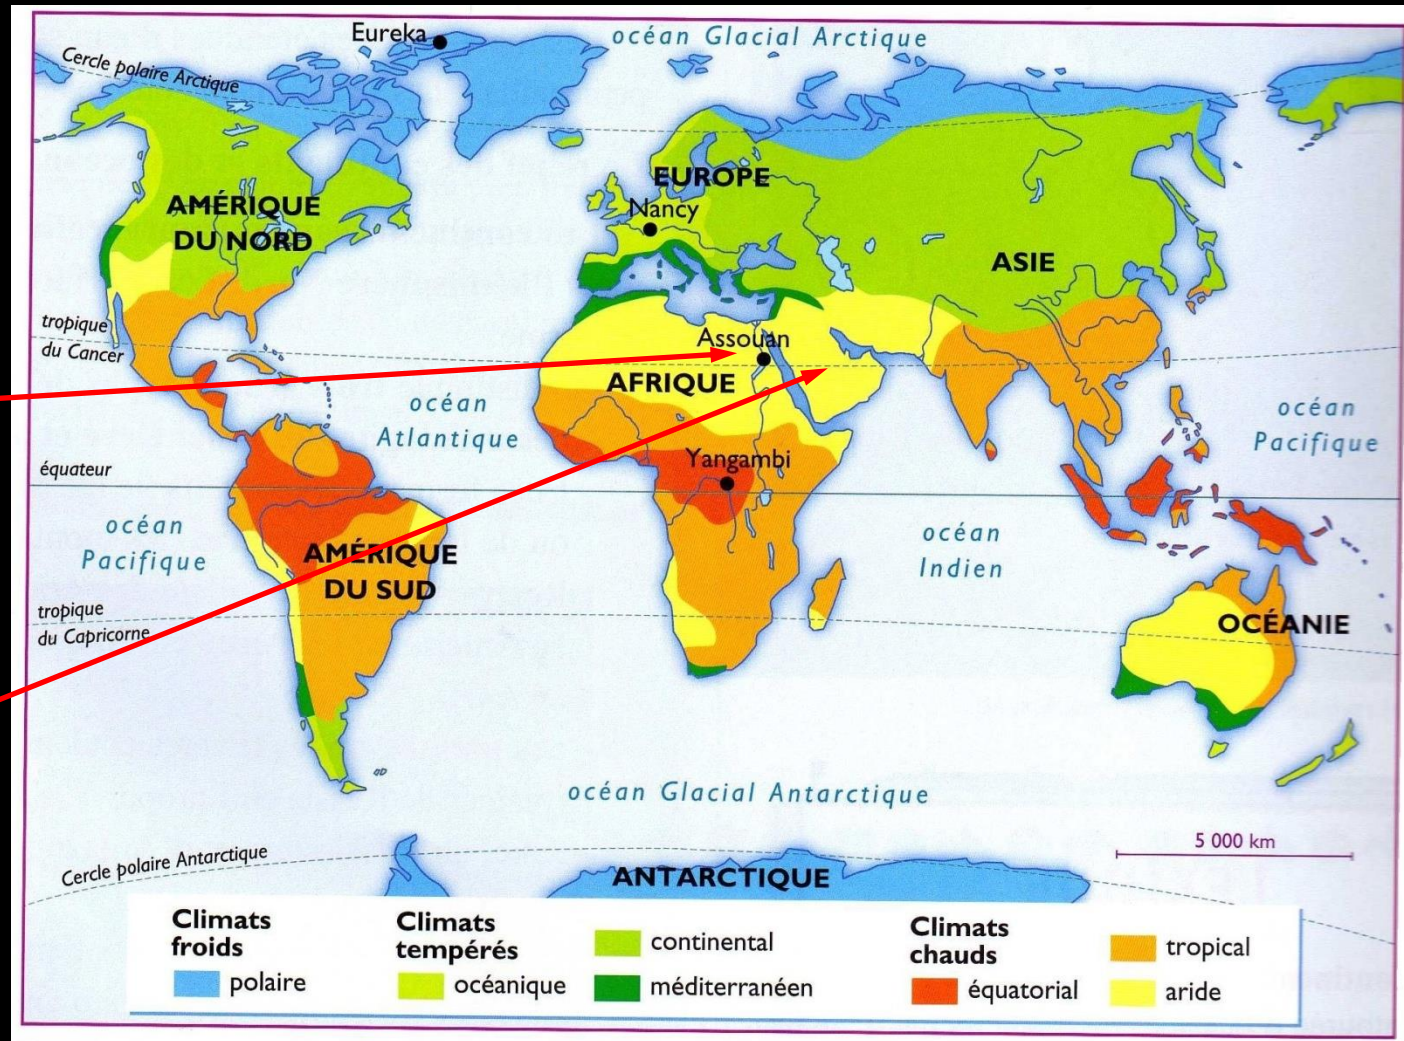 Eureka
océan Glacial Arctique
Cercle polaire Arctique
EUROPE
AMÉRIQUE
DU NORD
Nancy
ASIE
tropique
du Cancer
Assouan
AFRIQUE
océan
Atlantique
océan
Pacifique
équateur
Yangambi
océan
Pacifique
AMÉRIQUE
DU SUD
océan
Indien
tropique
du Capricorne
OCÉANIE
océan Glacial Antarctique
5 000 km
Cercle polaire Antarctique
ANTARCTIQUE
Climats
froids
polaire
Climats
tempérés
océanique
continental
méditerranéen
Climats
chauds
équatorial
tropical
aride